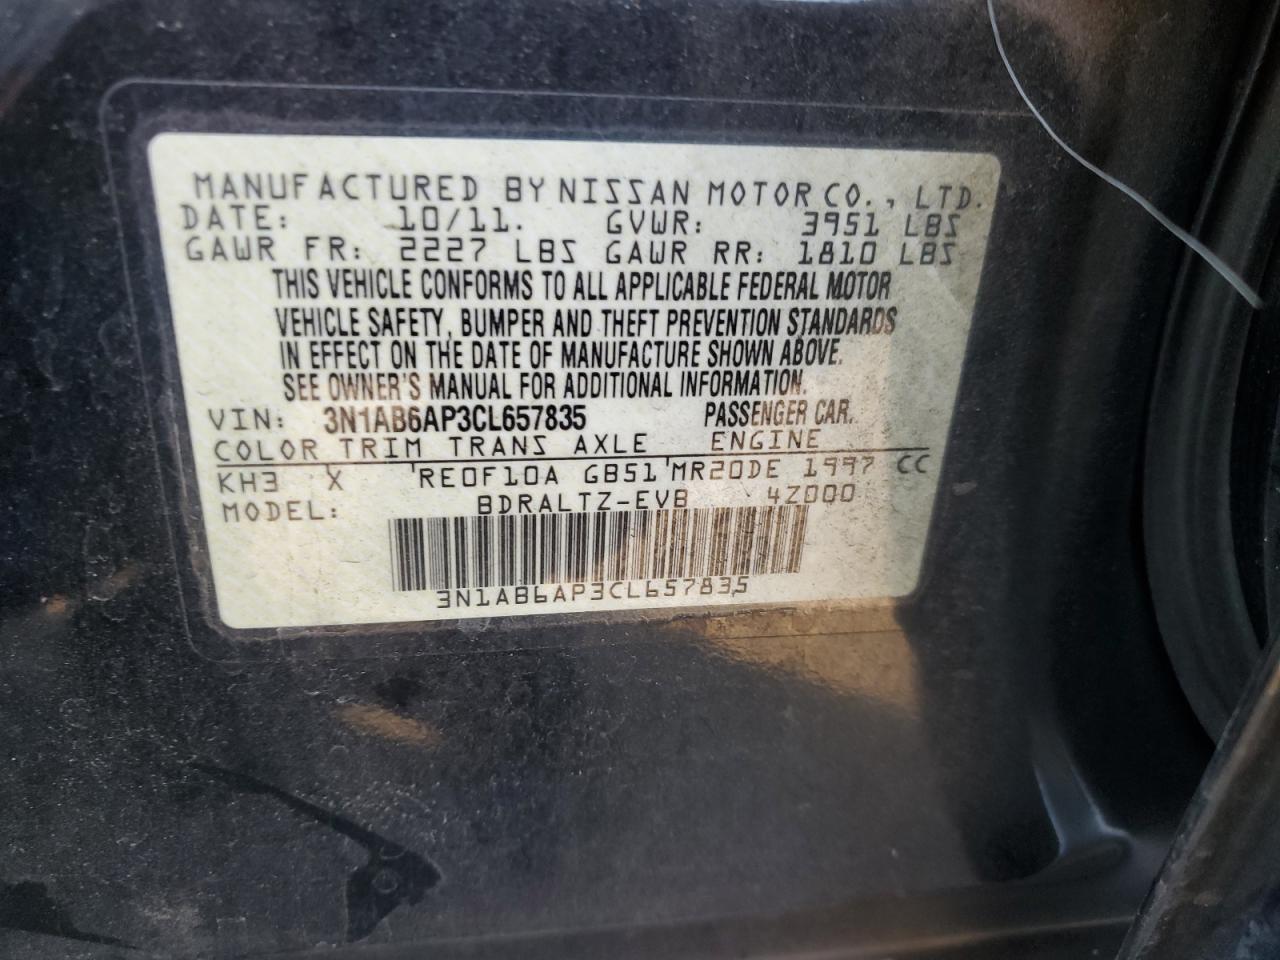 MANUFACTURED BY NISSAN MOTOR CO., LTD.
DATE: 10/11. GVWR: 3951 LBS
GAWR FR: 2227 LBS GAWR RR: 1810 LBS
THIS VEHICLE CONFORMS TO ALL APPLICABLE FEDERAL MOTOR
VEHICLE SAFETY, BUMPER AND THEFT PREVENTION STANDARDS
IN EFFECT ON THE DATE OF MANUFACTURE SHOWN ABOVE.
SEE OWNER'S MANUAL FOR ADDITIONAL INFORMATION.
VIN: 3N1AB6AP3CL657835 PASSENGER CAR.
COLOR TRIM TRANS AXLE ENGINE
KH3 X 'RE0F10A GB51'MR20DE 1997 CC
MODEL: BDRALTZ-EVB 4Z000
3N1AB6AP3CL657835